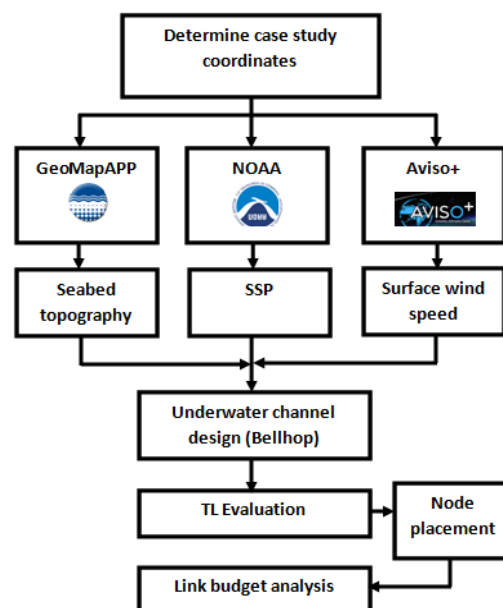 Determine case study
coordinates
GeoMapAPP
NOAA
Aviso+
AVISO+
Seabed
topography
SSP
Surface wind
speed
Underwater channel
design (Bellhop)
TL Evaluation
Node
placement
Link budget analysis